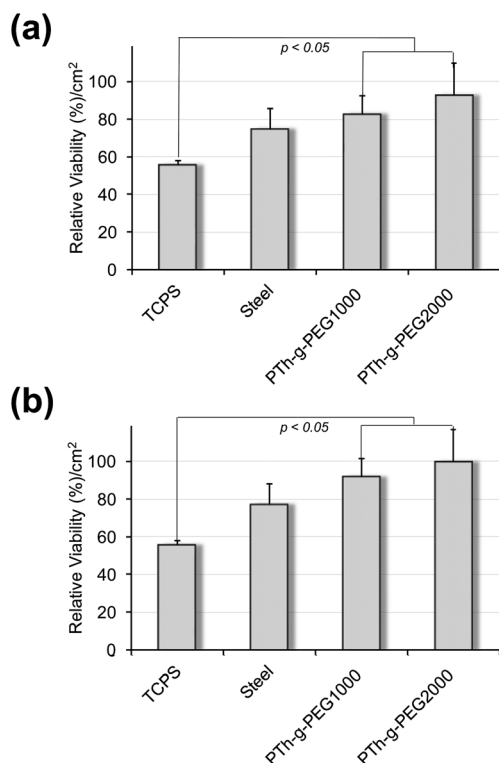 (a)
p < 0.05
Relative Viability (%)/cm²
100
80
60
40
20
0
TCPS
Steel
PTh-g-PEG1000
PTh-g-PEG2000
(b)
p < 0.05
Relative Viability (%)/cm²
100
80
60
40
20
0
TCPS
Steel
PTh-g-PEG1000
PTh-g-PEG2000